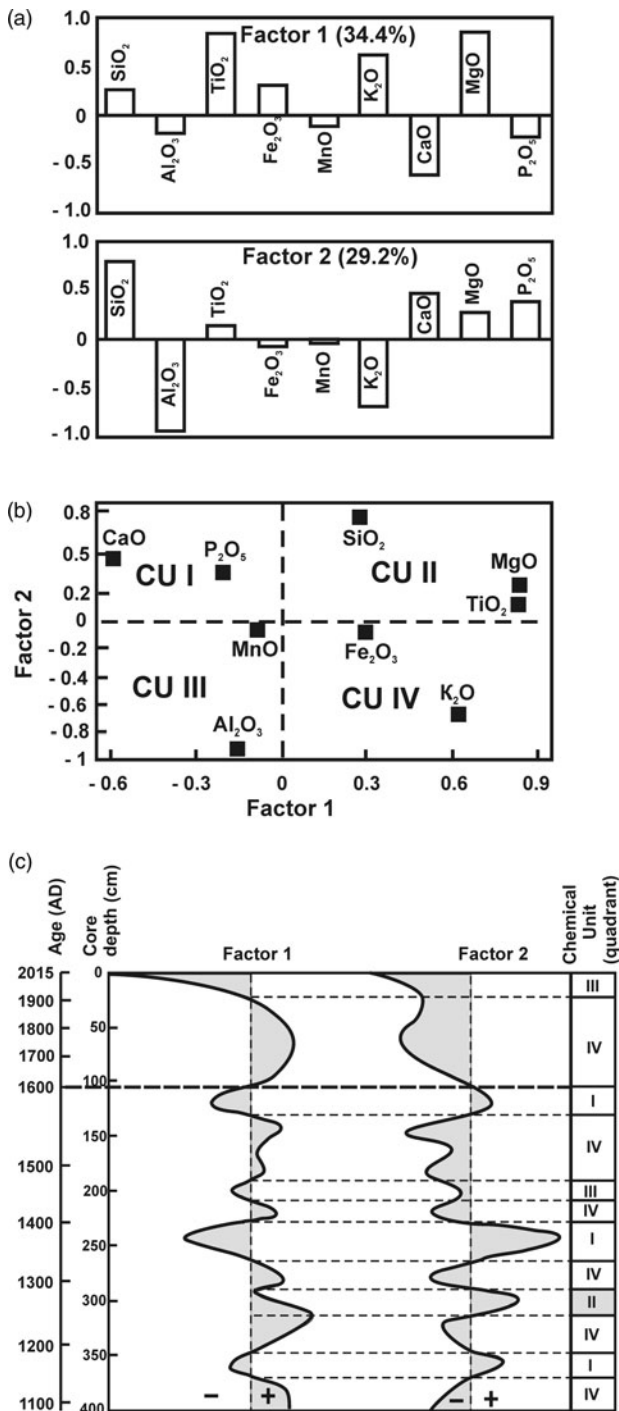 (a)
1.0
0.5
0
- 0.5
- 1.0
Factor 1 (34.4%)
SiO₂
Al₂O₃
TiO₂
Fe₂O₃
MnO
K₂O
CaO
MgO
P₂O₅
1.0
0.5
0
- 0.5
- 1.0
Factor 2 (29.2%)
SiO₂
Al₂O₃
TiO₂
Fe₂O₃
MnO
K₂O
CaO
MgO
P₂O₅
(b)
Factor 2
0.8
0.5
0.2
0
- 0.2
- 0.4
- 0.6
- 0.8
- 1
CaO
P₂O₅
CU I
SiO₂
CU II
MgO
TiO₂
MnO
Fe₂O₃
CU III
CU IV
K₂O
Al₂O₃
- 0.6
- 0.3
0
0.3
0.6
0.9
Factor 1
(c)
Age (AD)
Core
depth (cm)
Factor 1
Factor 2
Chemical
Unit
(quadrant)
2015
1900
1800
1700
1600
1500
1400
1300
1200
1100
0
50
100
150
200
250
300
350
400
III
IV
I
IV
III
IV
I
IV
II
IV
I
IV
− +
− +